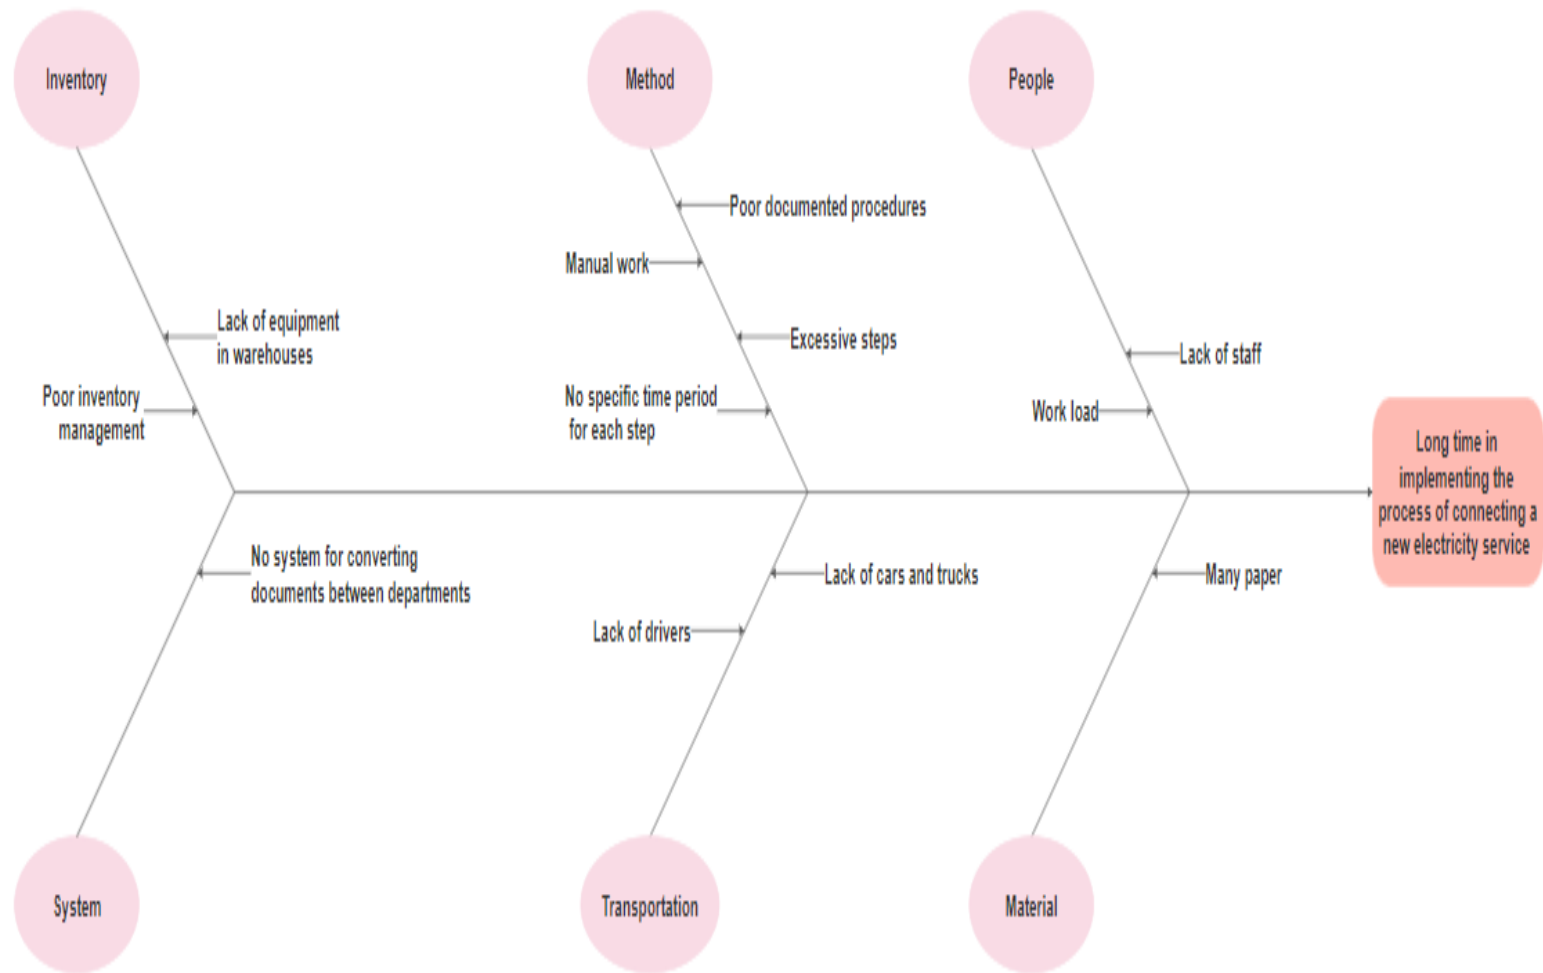 Inventory
Method
People
Poor documented procedures
Manual work
Lack of equipment
in warehouses
Excessive steps
Lack of staff
Poor inventory
management
No specific time period
for each step
Work load
Long time in
implementing the
process of connecting a
new electricity service
No system for converting
documents between departments
Lack of cars and trucks
Many paper
Lack of drivers
System
Transportation
Material